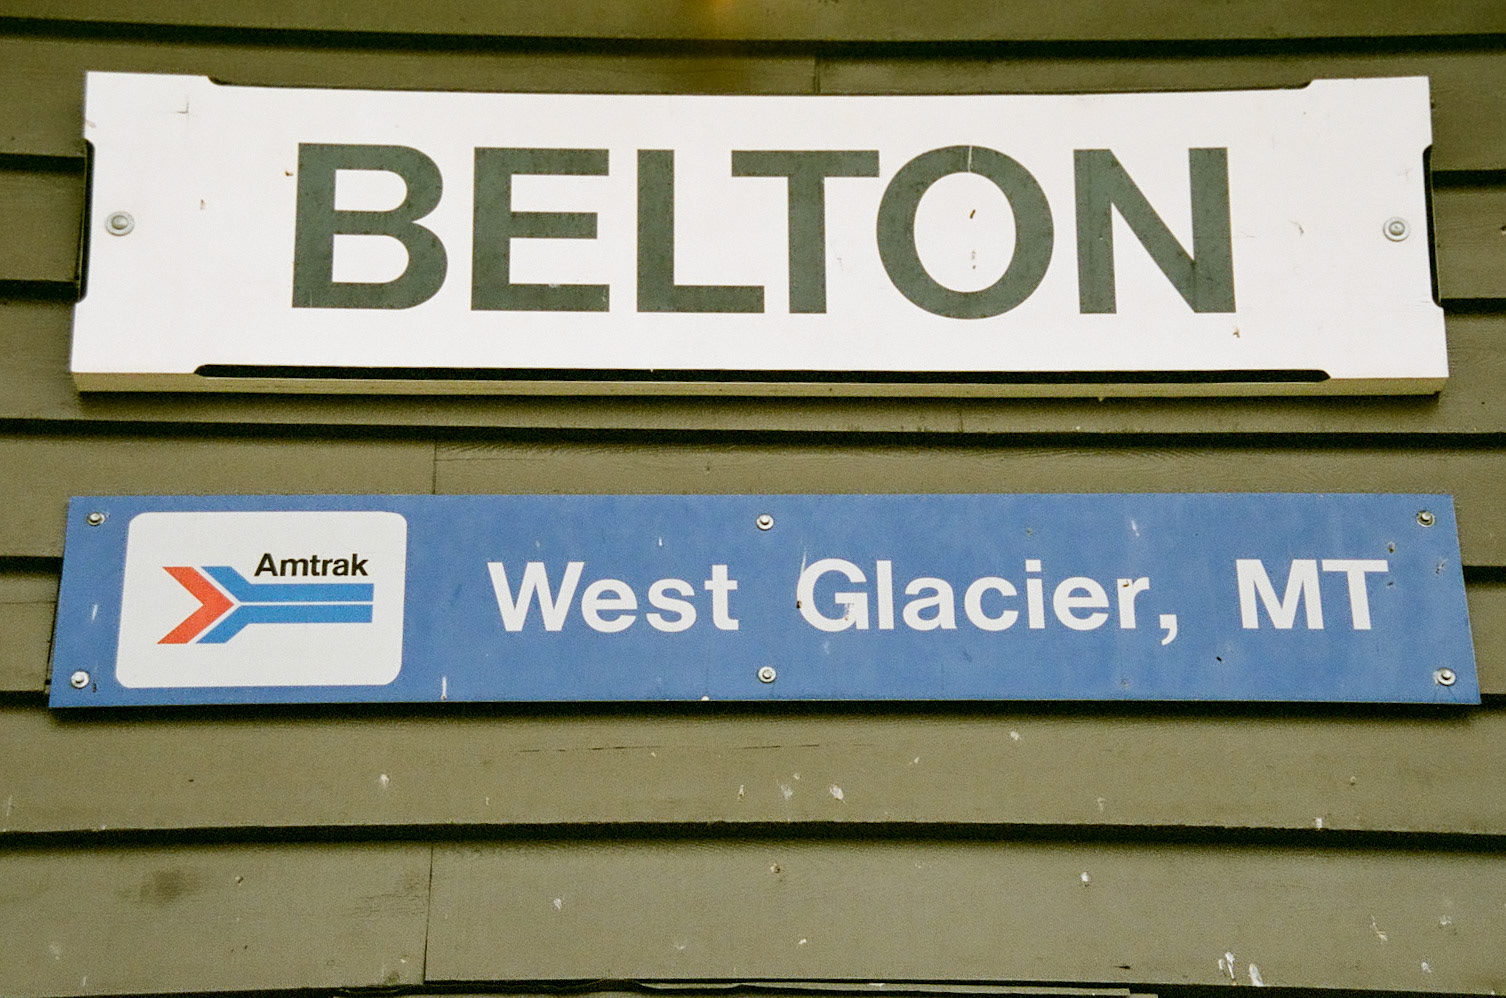 BELTON
Amtrak
West Glacier, MT